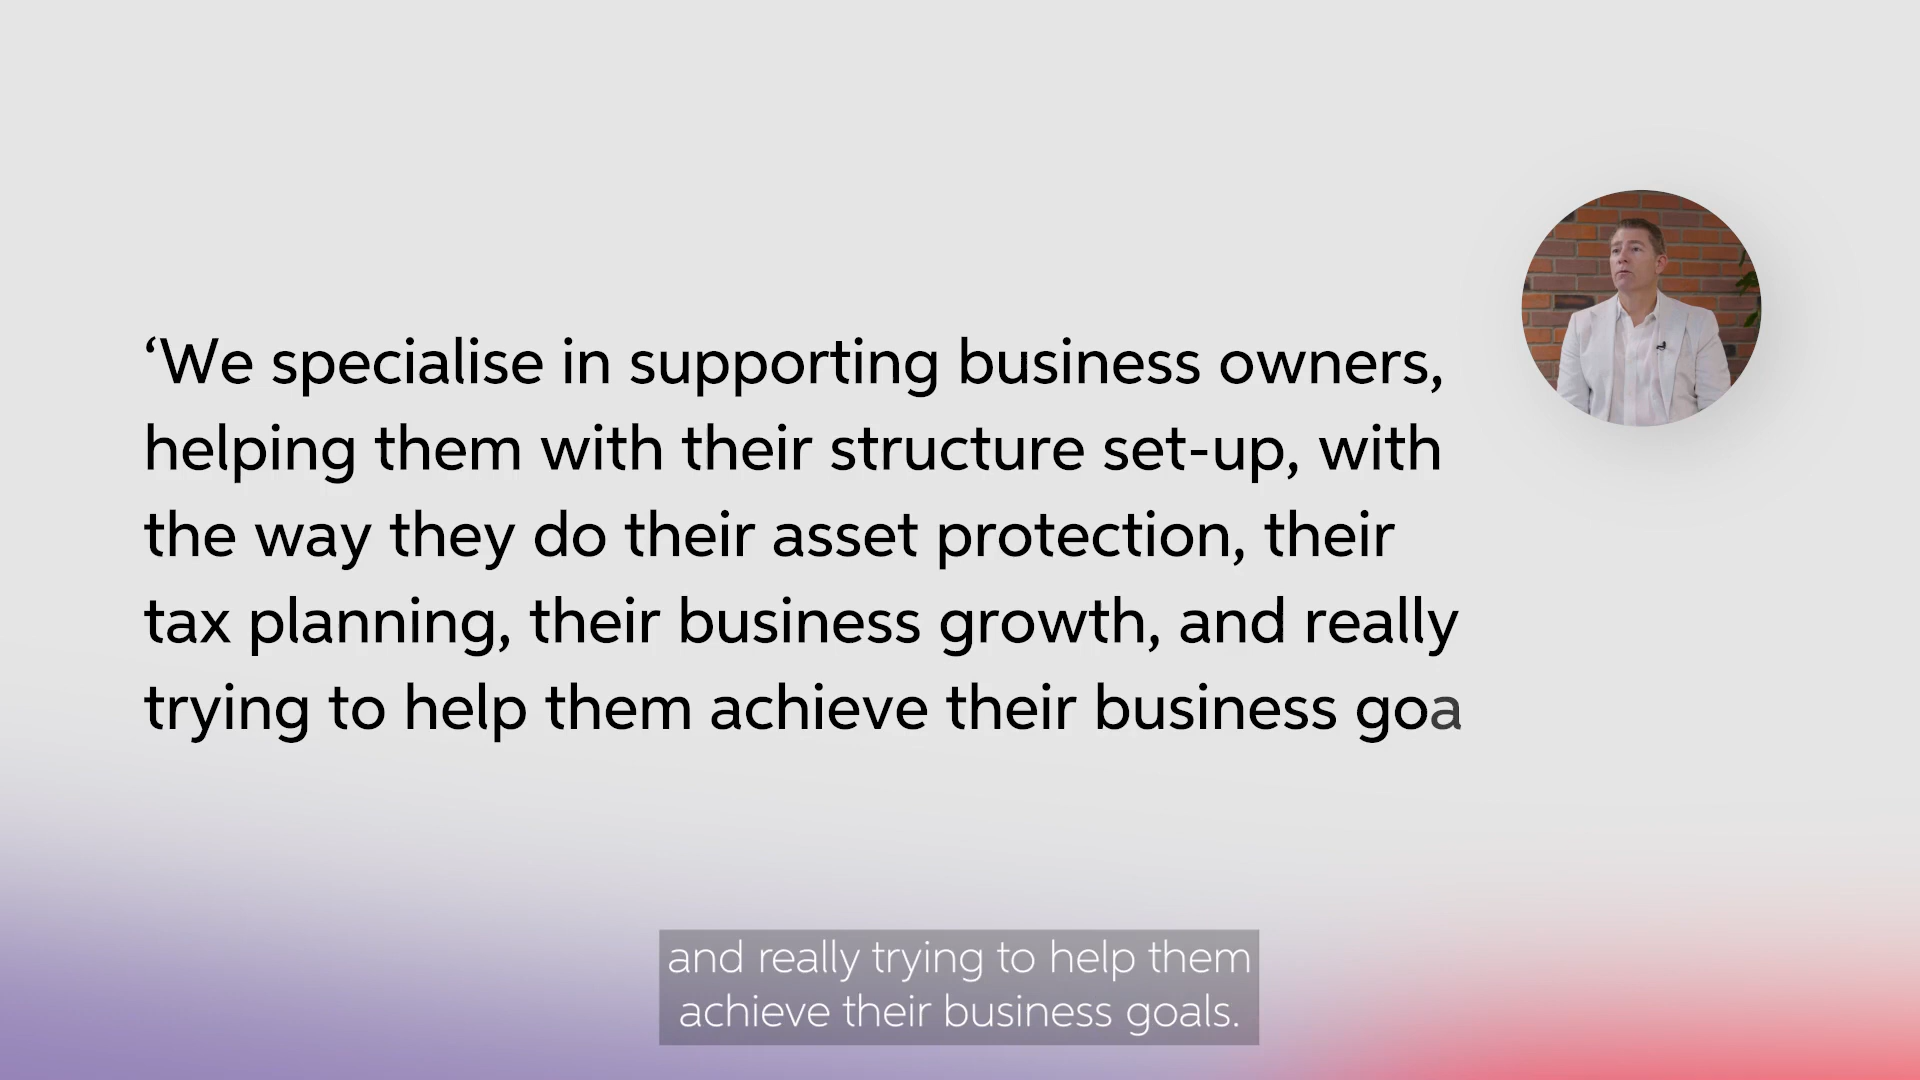 ‘We specialise in supporting business owners,
helping them with their structure set-up, with
the way they do their asset protection, their
tax planning, their business growth, and really
trying to help them achieve their business goa
and really trying to help them
achieve their business goals.